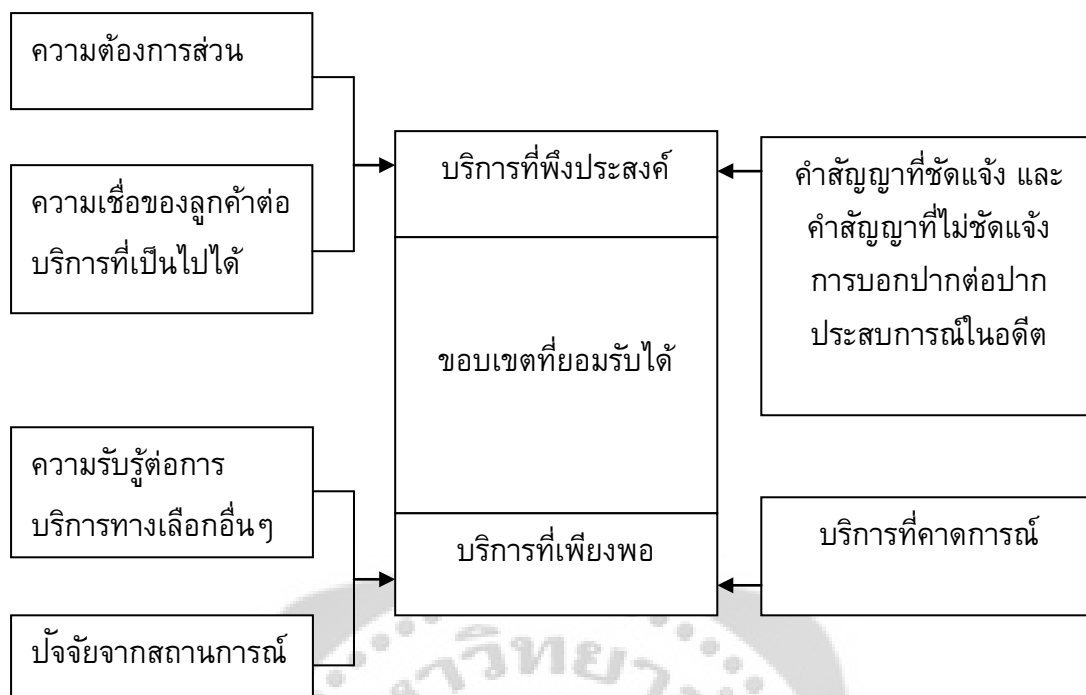 ความต้องการส่วน
ความเชื่อของลูกค้าต่อ
บริการที่เป็นไปได้
บริการที่พึงประสงค์
คำสัญญาที่ชัดแจ้ง และ
คำสัญญาที่ไม่ชัดแจ้ง
การบอกปากต่อปาก
ประสบการณ์ในอดีต
ขอบเขตที่ยอมรับได้
ความรับรู้ต่อการ
บริการทางเลือกอื่นๆ
ปัจจัยจากสถานการณ์
บริการที่เพียงพอ
บริการที่คาดการณ์